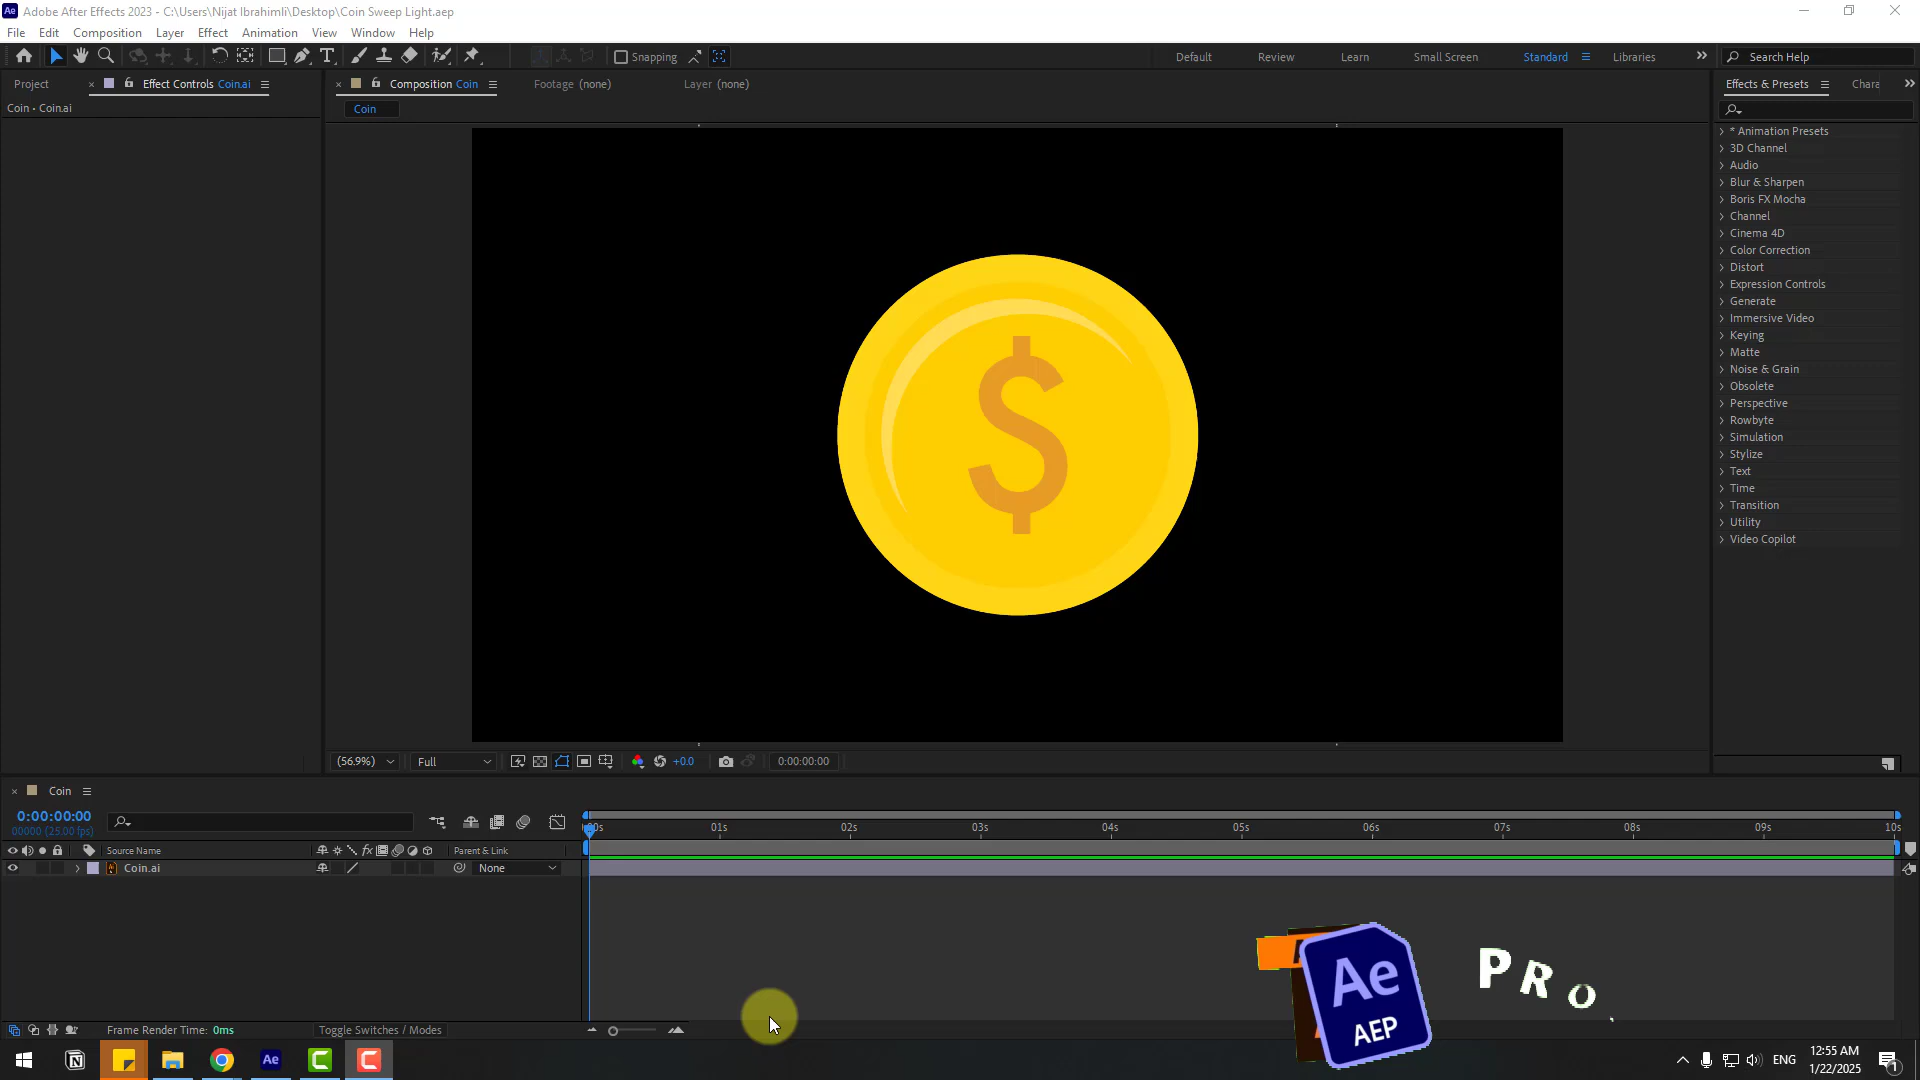 Ae Adobe After Effects 2023 - C:\Users\Nijat Ibrahimli\Desktop\Coin Sweep Light.aep
File Edit Composition Layer Effect Animation View Window Help
Snapping Default Review Learn Small Screen Standard Libraries Search Help
Project Effect Controls Coin.ai Composition Coin Footage (none) Layer (none) Effects & Presets Chara
Coin • Coin.ai
Coin
* Animation Presets
3D Channel
Audio
Blur & Sharpen
Boris FX Mocha
Channel
Cinema 4D
Color Correction
Distort
Expression Controls
Generate
Immersive Video
Keying
Matte
Noise & Grain
Obsolete
Perspective
Rowbyte
Simulation
Stylize
Text
Time
Transition
Utility
Video Copilot
$
(56.9%) Full +0.0 0:00:00:00
Coin
0:00:00:00
00000 (25.00 fps)
00s 01s 02s 03s 04s 05s 06s 07s 08s 09s 10s
Source Name fx Parent & Link
Coin.ai None
Ae
AEP
PRO
Frame Render Time: 0ms Toggle Switches / Modes
Ae ENG 12:55 AM
1/22/2025 1